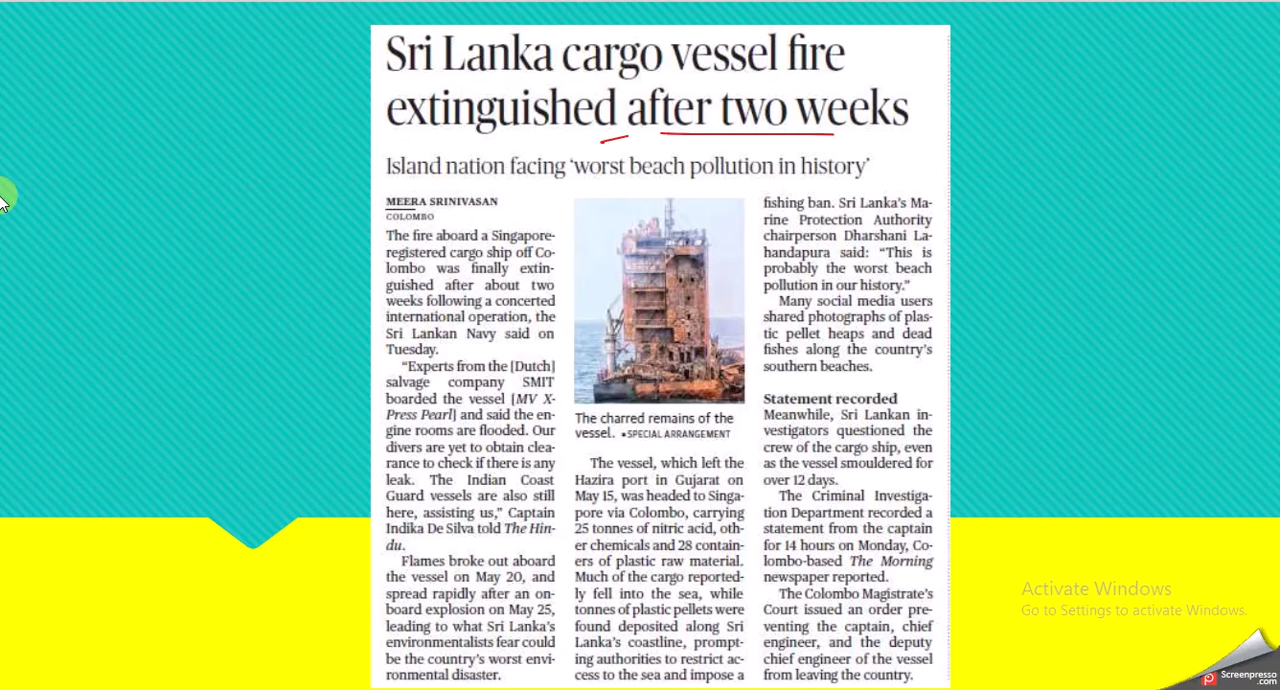 Sri Lanka cargo vessel fire
extinguished after two weeks
Island nation facing ‘worst beach pollution in history’
MEERA SRINIVASAN
COLOMBO
The fire aboard a Singapore-
registered cargo ship off Co-
lombo was finally extin-
guished after about two
weeks following a concerted
international operation, the
Sri Lankan Navy said on
Tuesday.
“Experts from the [Dutch]
salvage company SMIT
boarded the vessel [MV X-
Press Pearl] and said the en-
gine rooms are flooded. Our
divers are yet to obtain clea-
rance to check if there is any
leak. The Indian Coast
Guard vessels are also still
here, assisting us,” Captain
Indika De Silva told The Hin-
du.
Flames broke out aboard
the vessel on May 20, and
spread rapidly after an on-
board explosion on May 25,
leading to what Sri Lanka’s
environmentalists fear could
be the country’s worst envi-
ronmental disaster.
The charred remains of the
vessel. •SPECIAL ARRANGEMENT
The vessel, which left the
Hazira port in Gujarat on
May 15, was headed to Singa-
pore via Colombo, carrying
25 tonnes of nitric acid, oth-
er chemicals and 28 contain-
ers of plastic raw material.
Much of the cargo reported-
ly fell into the sea, while
tonnes of plastic pellets were
found deposited along Sri
Lanka’s coastline, prompt-
ing authorities to restrict ac-
cess to the sea and impose a
fishing ban. Sri Lanka’s Ma-
rine Protection Authority
chairperson Dharshani La-
handapura said: “This is
probably the worst beach
pollution in our history.”
Many social media users
shared photographs of plas-
tic pellet heaps and dead
fishes along the country’s
southern beaches.
Statement recorded
Meanwhile, Sri Lankan in-
vestigators questioned the
crew of the cargo ship, even
as the vessel smouldered for
over 12 days.
The Criminal Investiga-
tion Department recorded a
statement from the captain
for 14 hours on Monday, Co-
lombo-based The Morning
newspaper reported.
The Colombo Magistrate’s
Court issued an order pre-
venting the captain, chief
engineer, and the deputy
chief engineer of the vessel
from leaving the country.
Activate Windows
Go to Settings to activate Windows.
Screenpresso
.com